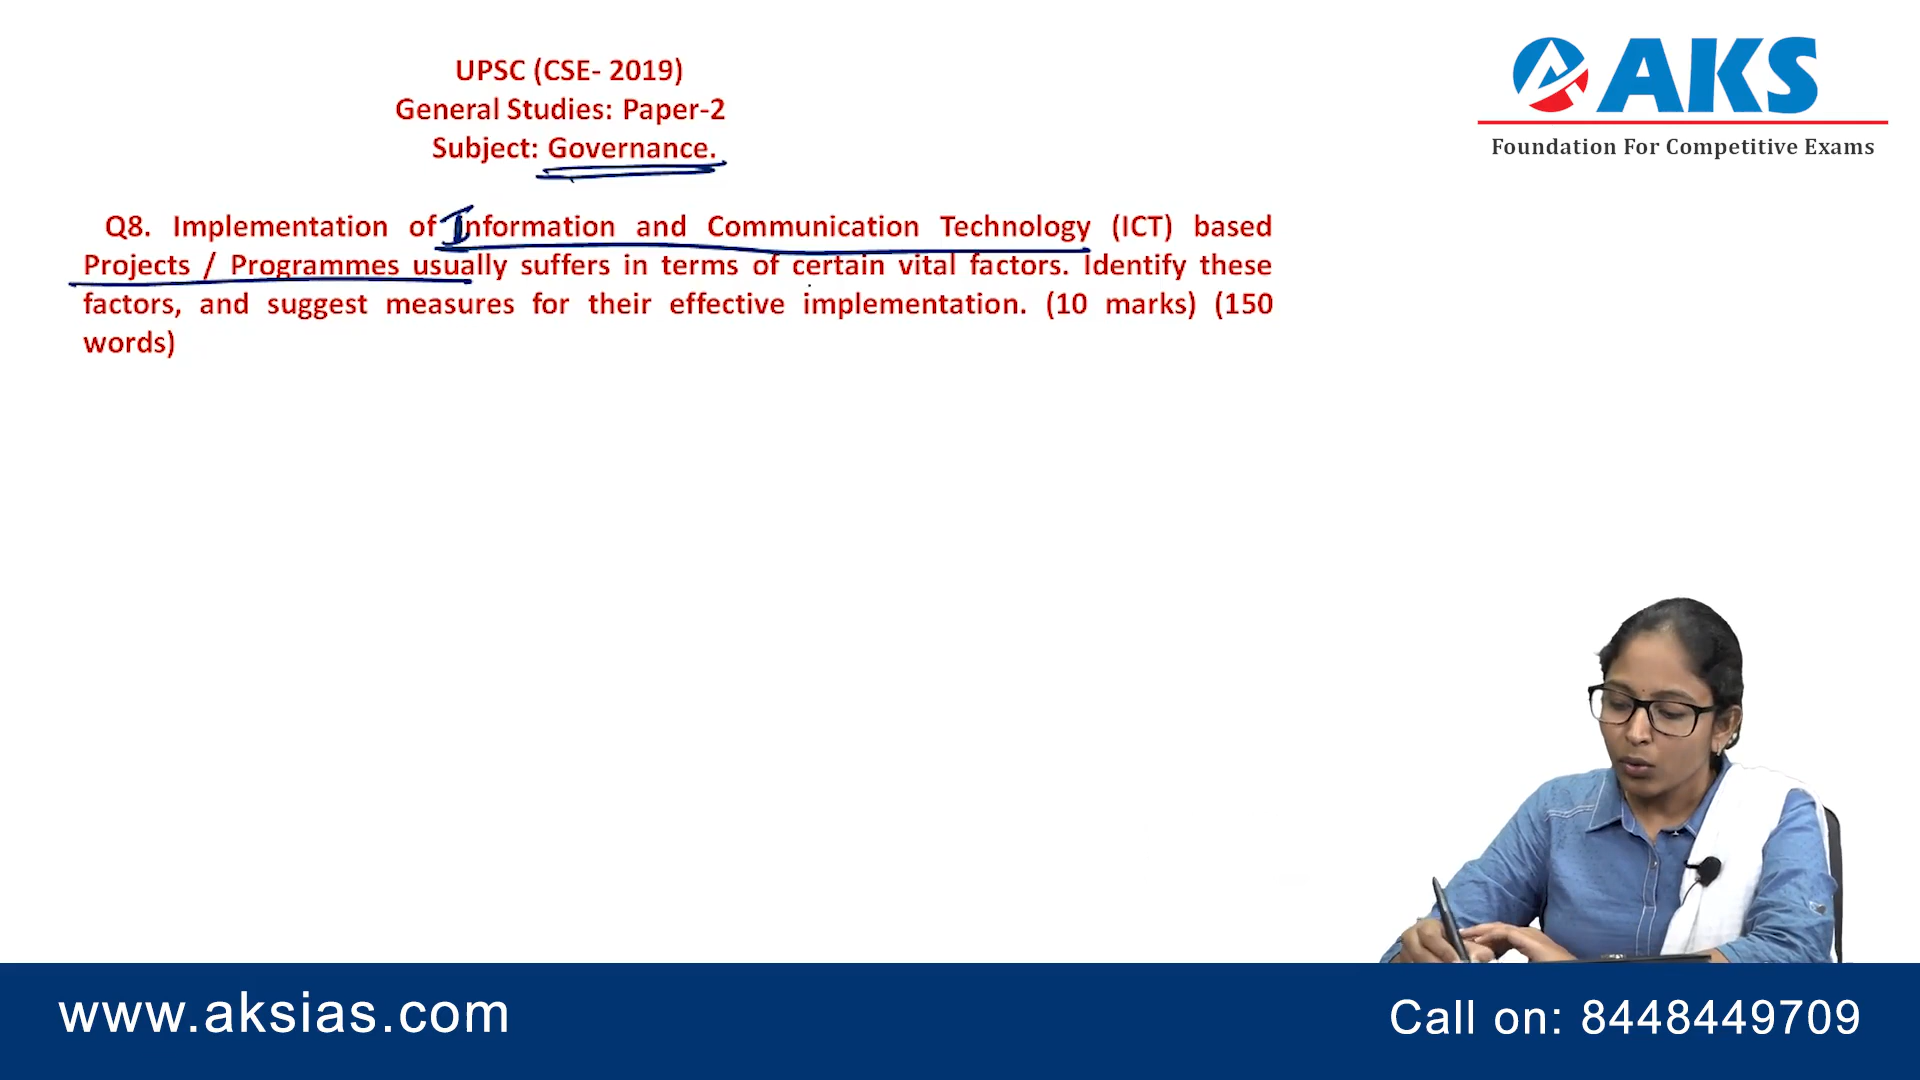 UPSC (CSE- 2019)
General Studies: Paper-2
Subject: Governance.
AKS
Foundation For Competitive Exams
Q8. Implementation of Information and Communication Technology (ICT) based
Projects / Programmes usually suffers in terms of certain vital factors. Identify these
factors, and suggest measures for their effective implementation. (10 marks) (150
words)
www.aksias.com
Call on: 8448449709